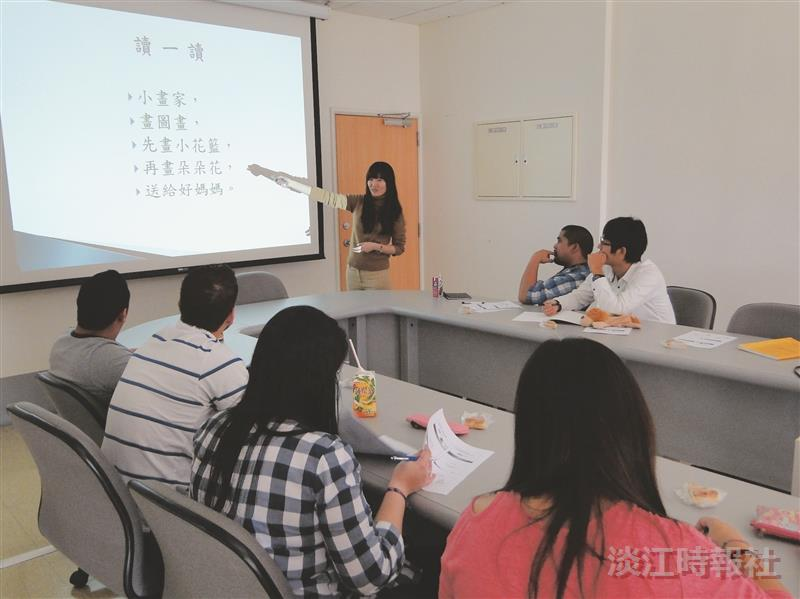 讀一讀
小畫家，
畫圖畫，
先畫小花籃，
再畫朵朵花，
送給好媽媽。
淡江時報社